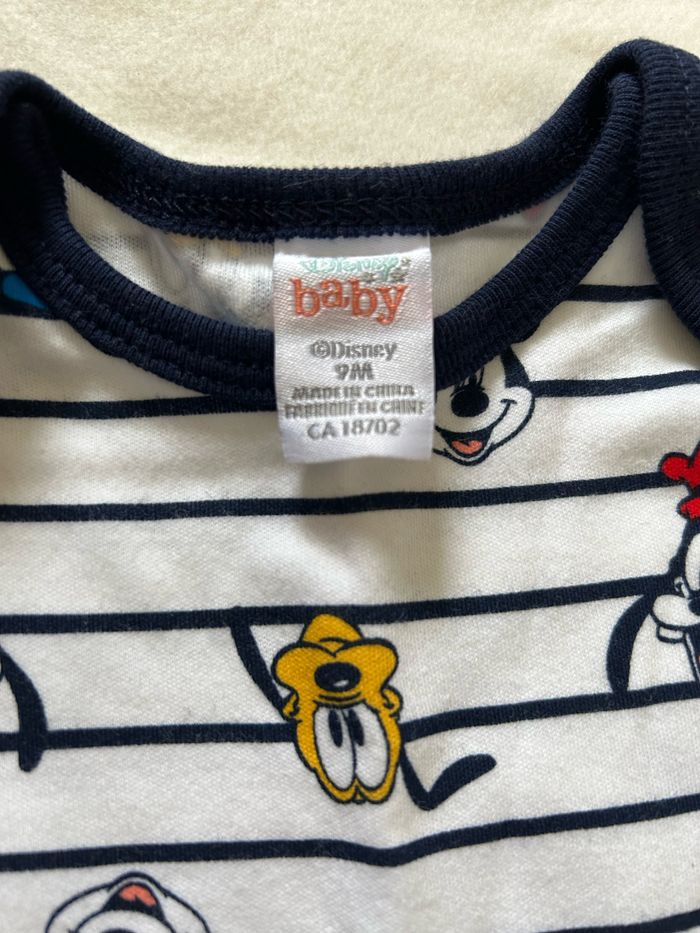 Disney
baby
©Disney
9M
MADE IN CHINA
FABRIQUÉ EN CHINE
CA 18702